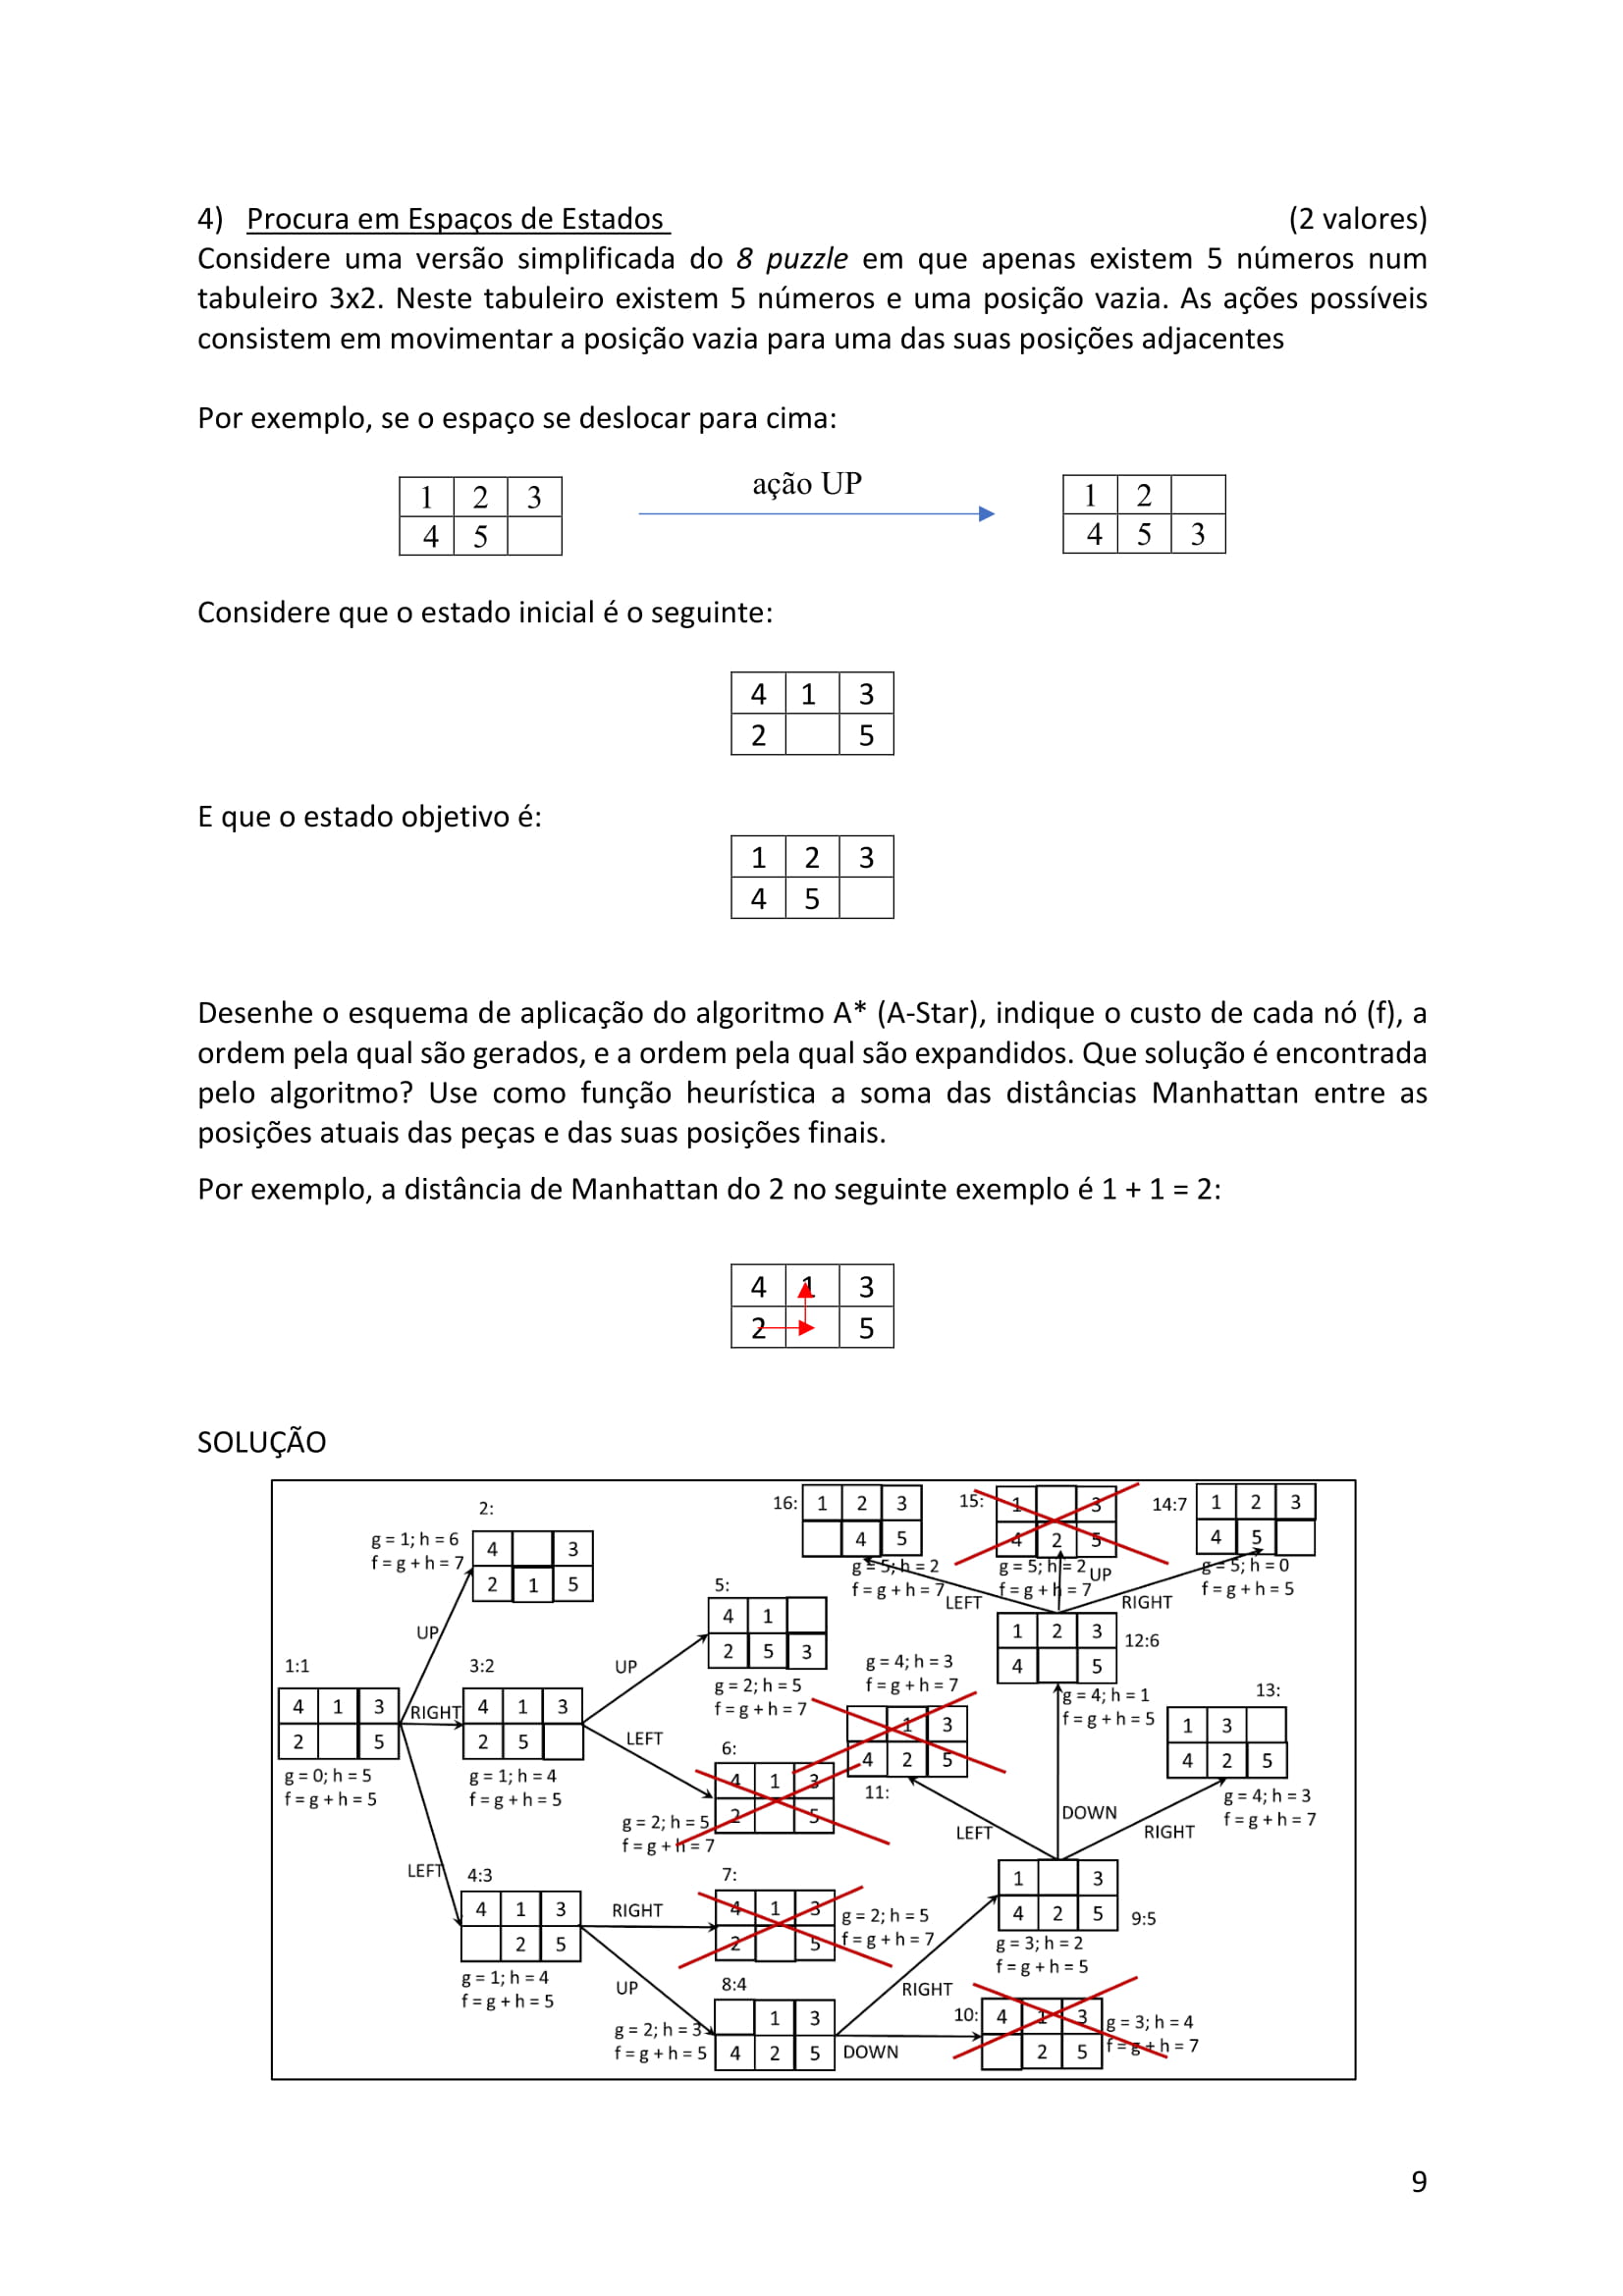 4) Procura em Espaços de Estados (2 valores)
Considere uma versão simplificada do 8 puzzle em que apenas existem 5 números num
tabuleiro 3x2. Neste tabuleiro existem 5 números e uma posição vazia. As ações possíveis
consistem em movimentar a posição vazia para uma das suas posições adjacentes
Por exemplo, se o espaço se deslocar para cima:
ação UP
1 2 3
4 5
1 2
4 5 3
Considere que o estado inicial é o seguinte:
4 1 3
2 5
E que o estado objetivo é:
1 2 3
4 5
Desenhe o esquema de aplicação do algoritmo A* (A-Star), indique o custo de cada nó (f), a
ordem pela qual são gerados, e a ordem pela qual são expandidos. Que solução é encontrada
pelo algoritmo? Use como função heurística a soma das distâncias Manhattan entre as
posições atuais das peças e das suas posições finais.
Por exemplo, a distância de Manhattan do 2 no seguinte exemplo é 1 + 1 = 2:
4 1 3
2 5
SOLUÇÃO
1:1
4 1 3
2 5
g = 0; h = 5
f = g + h = 5
UP
RIGHT
LEFT
2:
g = 1; h = 6
f = g + h = 7
4 3
2 1 5
3:2
4 1 3
2 5
g = 1; h = 4
f = g + h = 5
UP
LEFT
4:3
4 1 3
2 5
g = 1; h = 4
f = g + h = 5
RIGHT
UP
5:
4 1
2 5 3
g = 2; h = 5
f = g + h = 7
6:
4 1 3
2 5
g = 2; h = 5
f = g + h = 7
7:
4 1 3
2 5
g = 2; h = 5
f = g + h = 7
8:4
1 3
4 2 5
g = 2; h = 3
f = g + h = 5
RIGHT
DOWN
1 3
4 2 5
9:5
g = 3; h = 2
f = g + h = 5
10:
4 1 3
2 5
g = 3; h = 4
f = g + h = 7
LEFT
DOWN
RIGHT
g = 4; h = 3
f = g + h = 7
1 3
4 2 5
11:
1 2 3
4 5
12:6
g = 4; h = 1
f = g + h = 5
13:
1 3
4 2 5
g = 4; h = 3
f = g + h = 7
LEFT
UP
RIGHT
14:7
1 2 3
4 5
g = 5; h = 0
f = g + h = 5
15:
1 3
4 2 5
g = 5; h = 2
f = g + h = 7
16:
1 2 3
4 5
g = 5; h = 2
f = g + h = 7
9